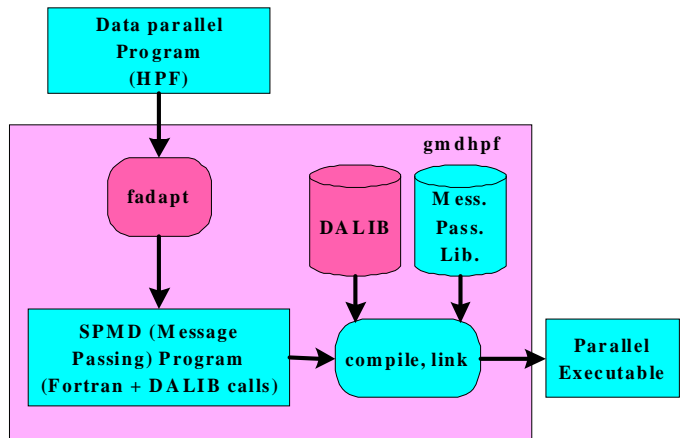 Data parallel
Program
(HPF)
gmdhpf
fadapt
DALIB
Mess.
Pass.
Lib.
SPMD (Message
Passing) Program
(Fortran + DALIB calls)
compile, link
Parallel
Executable